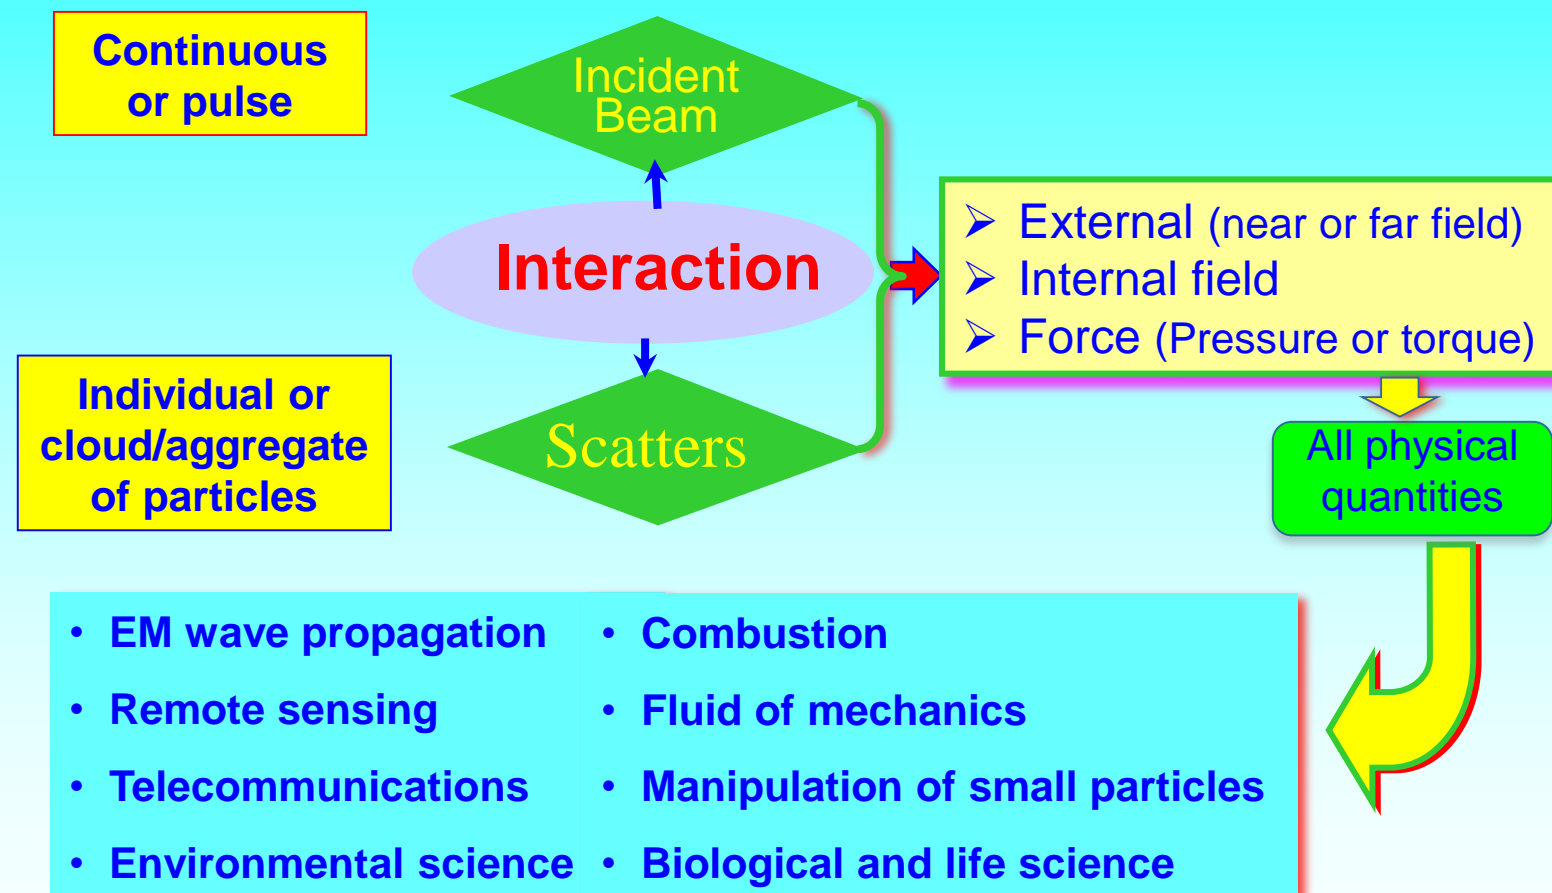 Continuous
or pulse
Incident
Beam
Interaction
➢ External (near or far field)
➢ Internal field
➢ Force (Pressure or torque)
Individual or
cloud/aggregate
of particles
Scatters
All physical
quantities
• EM wave propagation
• Remote sensing
• Telecommunications
• Environmental science
• Combustion
• Fluid of mechanics
• Manipulation of small particles
• Biological and life science